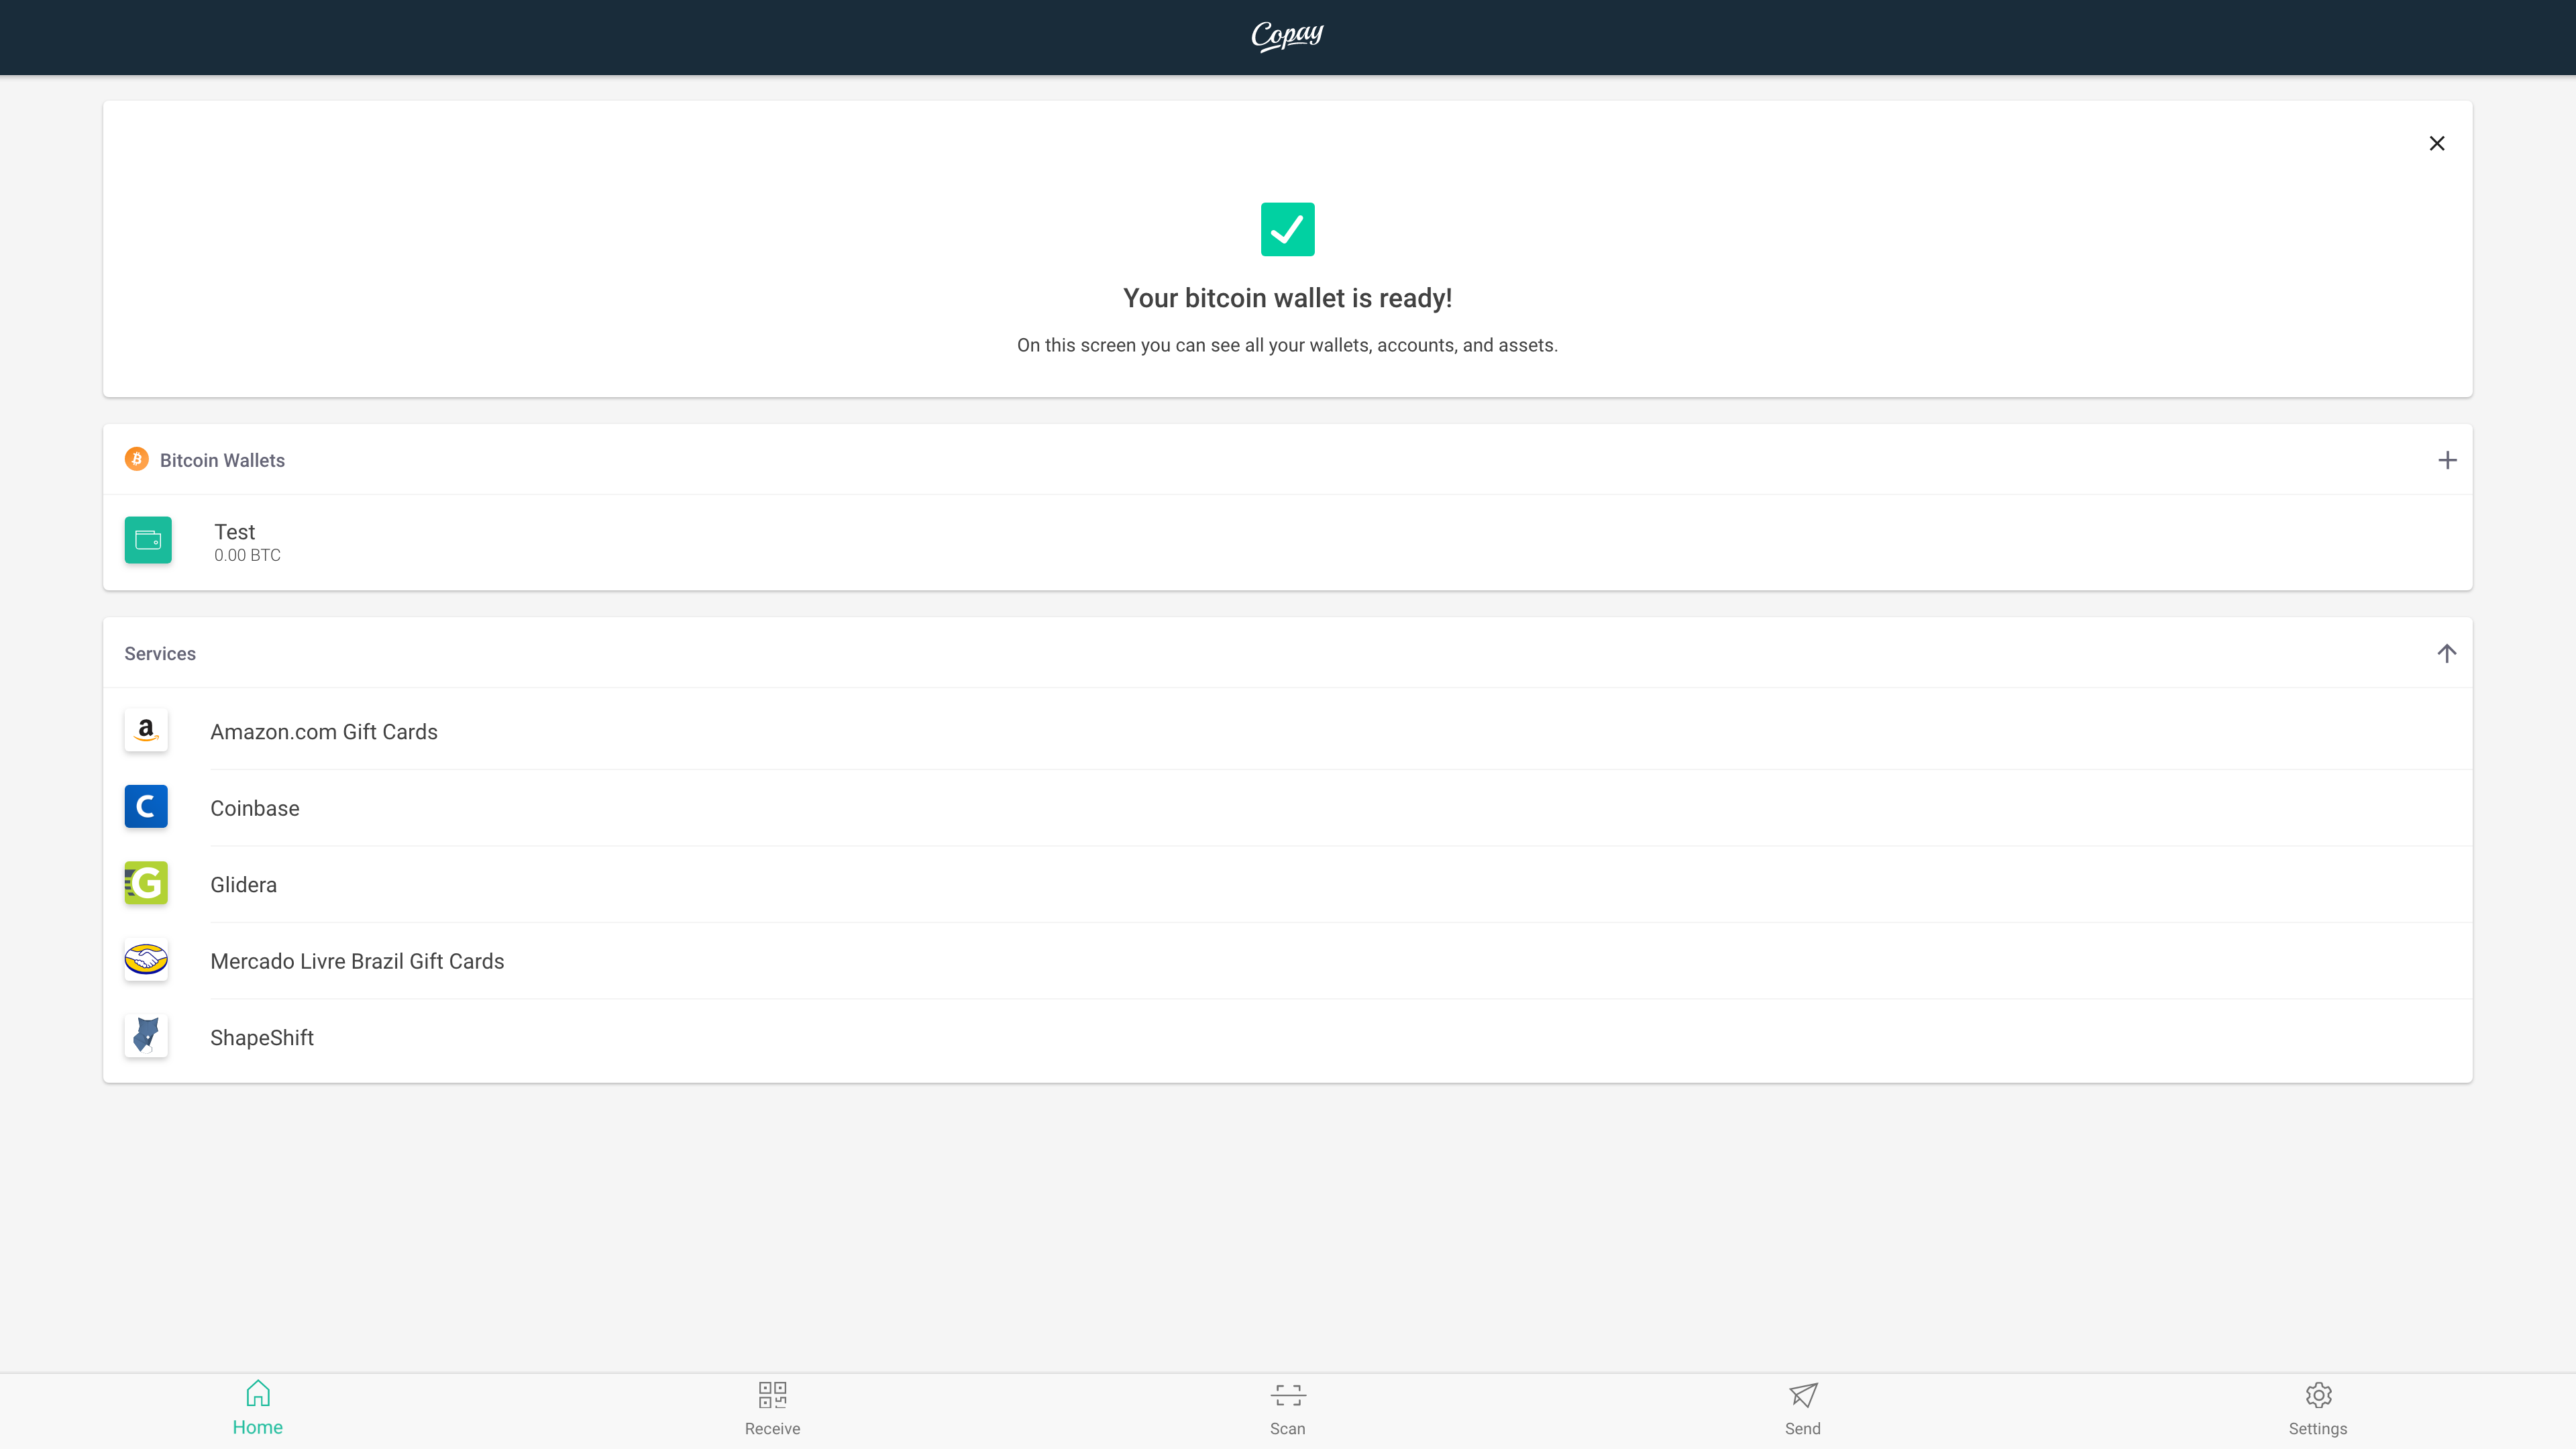 Copay
Your bitcoin wallet is ready!
On this screen you can see all your wallets, accounts, and assets.
Bitcoin Wallets
Test
0.00 BTC
Services
Amazon.com Gift Cards
Coinbase
Glidera
Mercado Livre Brazil Gift Cards
ShapeShift
Home
Receive
Scan
Send
Settings